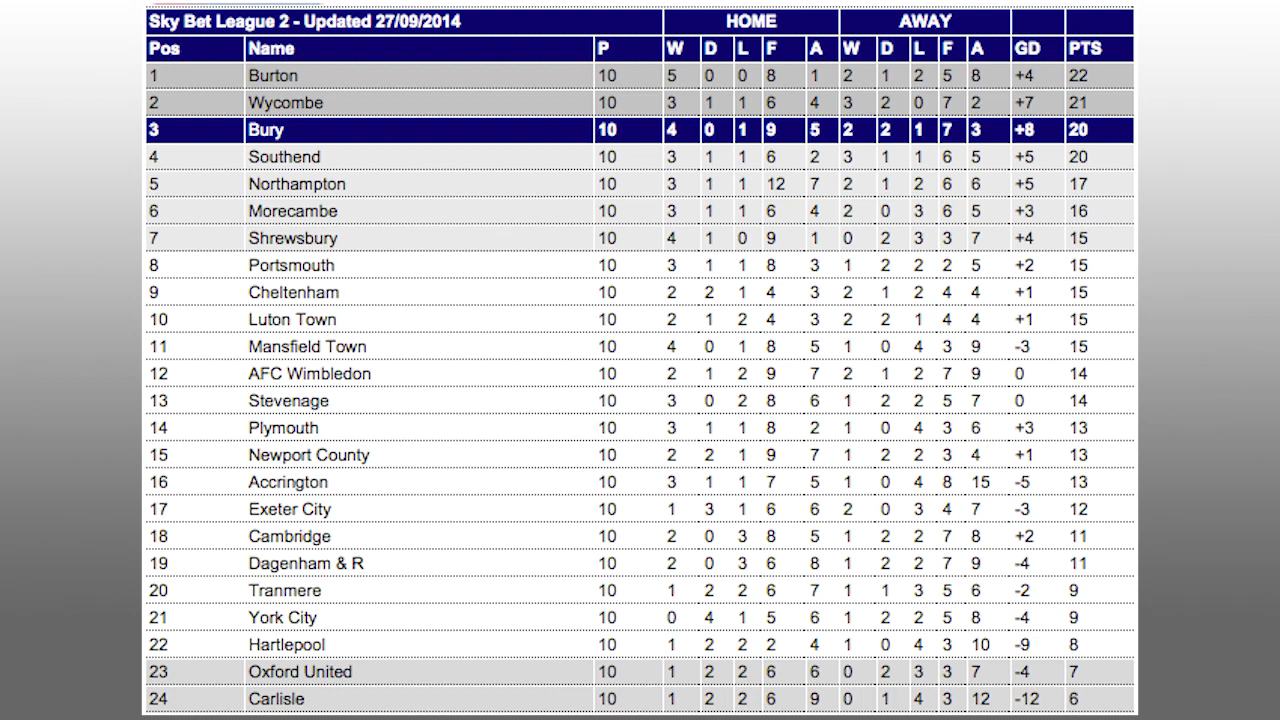 Sky Bet League 2 - Updated 27/09/2014 HOME AWAY
Pos Name P W D L F A W D L F A GD PTS
1 Burton 10 5 0 0 8 1 2 1 2 5 8 +4 22
2 Wycombe 10 3 1 1 6 4 3 2 0 7 2 +7 21
3 Bury 10 4 0 1 9 5 2 2 1 7 3 +8 20
4 Southend 10 3 1 1 6 2 3 1 1 6 5 +5 20
5 Northampton 10 3 1 1 12 7 2 1 2 6 6 +5 17
6 Morecambe 10 3 1 1 6 4 2 0 3 6 5 +3 16
7 Shrewsbury 10 4 1 0 9 1 0 2 3 3 7 +4 15
8 Portsmouth 10 3 1 1 8 3 1 2 2 2 5 +2 15
9 Cheltenham 10 2 2 1 4 3 2 1 2 4 4 +1 15
10 Luton Town 10 2 1 2 4 3 2 2 1 4 4 +1 15
11 Mansfield Town 10 4 0 1 8 5 1 0 4 3 9 -3 15
12 AFC Wimbledon 10 2 1 2 9 7 2 1 2 7 9 0 14
13 Stevenage 10 3 0 2 8 6 1 2 2 5 7 0 14
14 Plymouth 10 3 1 1 8 2 1 0 4 3 6 +3 13
15 Newport County 10 2 2 1 9 7 1 2 2 3 4 +1 13
16 Accrington 10 3 1 1 7 5 1 0 4 8 15 -5 13
17 Exeter City 10 1 3 1 6 6 2 0 3 4 7 -3 12
18 Cambridge 10 2 0 3 8 5 1 2 2 7 8 +2 11
19 Dagenham & R 10 2 0 3 6 8 1 2 2 7 9 -4 11
20 Tranmere 10 1 2 2 6 7 1 1 3 5 6 -2 9
21 York City 10 0 4 1 5 6 1 2 2 5 8 -4 9
22 Hartlepool 10 1 2 2 2 4 1 0 4 3 10 -9 8
23 Oxford United 10 1 2 2 6 6 0 2 3 3 7 -4 7
24 Carlisle 10 1 2 2 6 9 0 1 4 3 12 -12 6